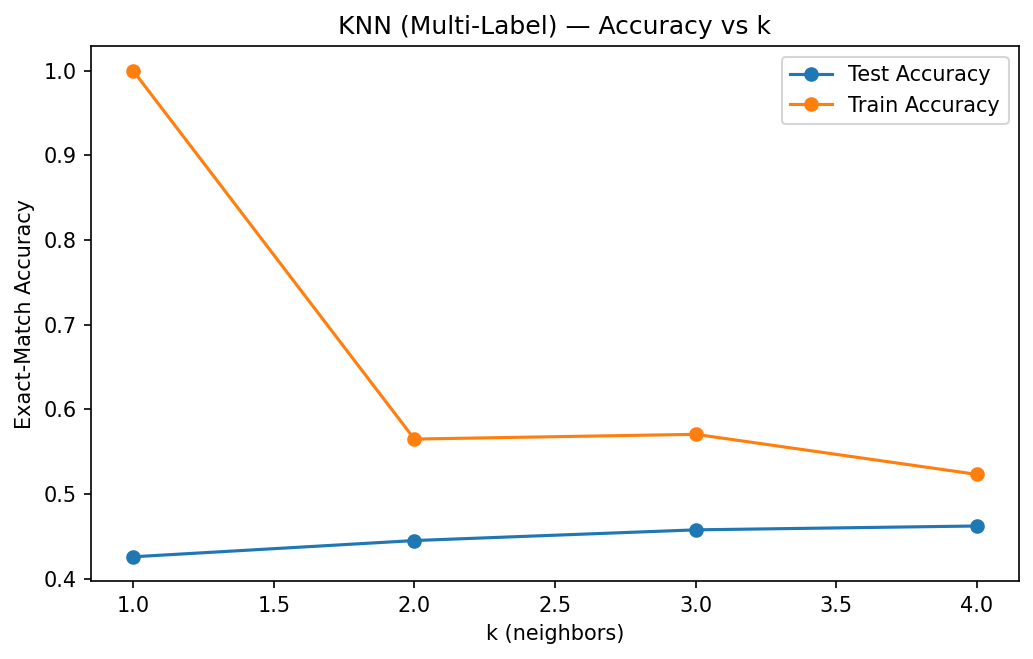 KNN (Multi-Label) — Accuracy vs k
Test Accuracy
Train Accuracy
Exact-Match Accuracy
1.0
0.9
0.8
0.7
0.6
0.5
0.4
1.0 1.5 2.0 2.5 3.0 3.5 4.0
k (neighbors)